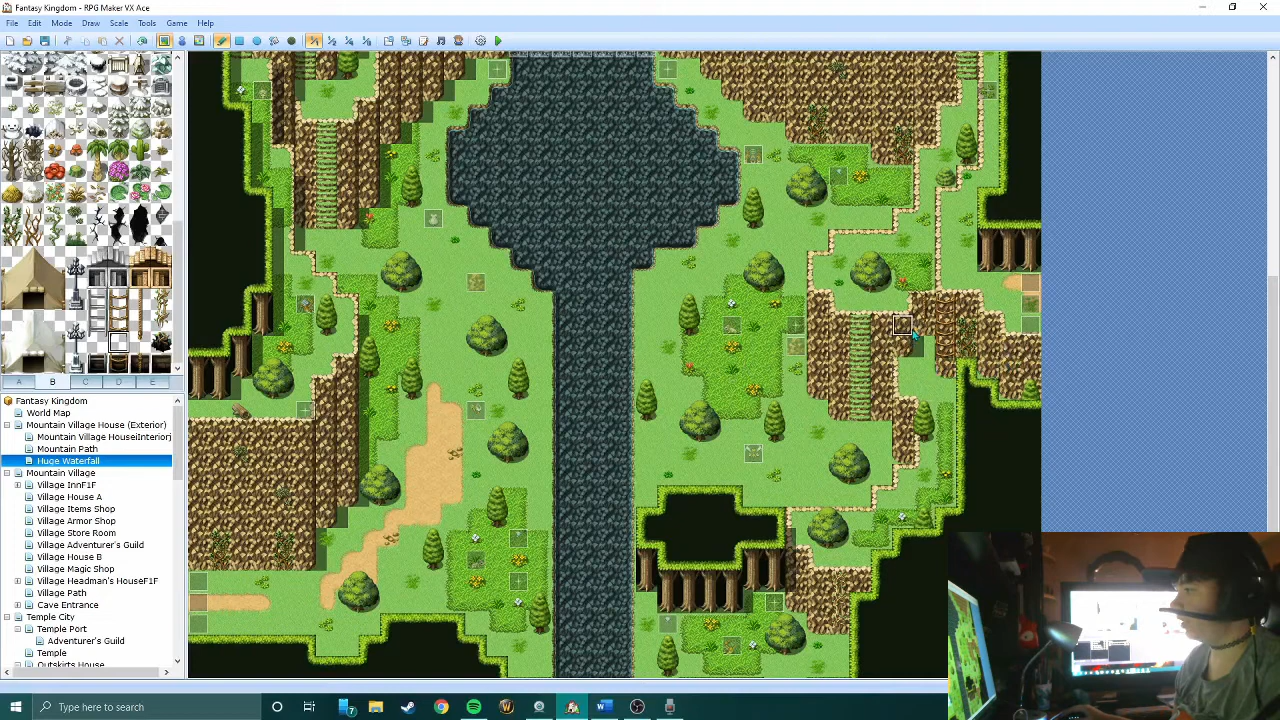 Fantasy Kingdom - RPG Maker VX Ace
File Edit Mode Draw Scale Tools Game Help
A B C D E
Fantasy Kingdom
World Map
Mountain Village House (Exterior)
Mountain Village House(Interior)
Mountain Path
Huge Waterfall
Mountain Village
Village InnF1F
Village House A
Village Items Shop
Village Armor Shop
Village Store Room
Village Adventurer's Guild
Village House B
Village Magic Shop
Village Headman's HouseF1F
Village Path
Cave Entrance
Temple City
Temple Port
Adventurer's Guild
Temple
Outskirts House
Type here to search